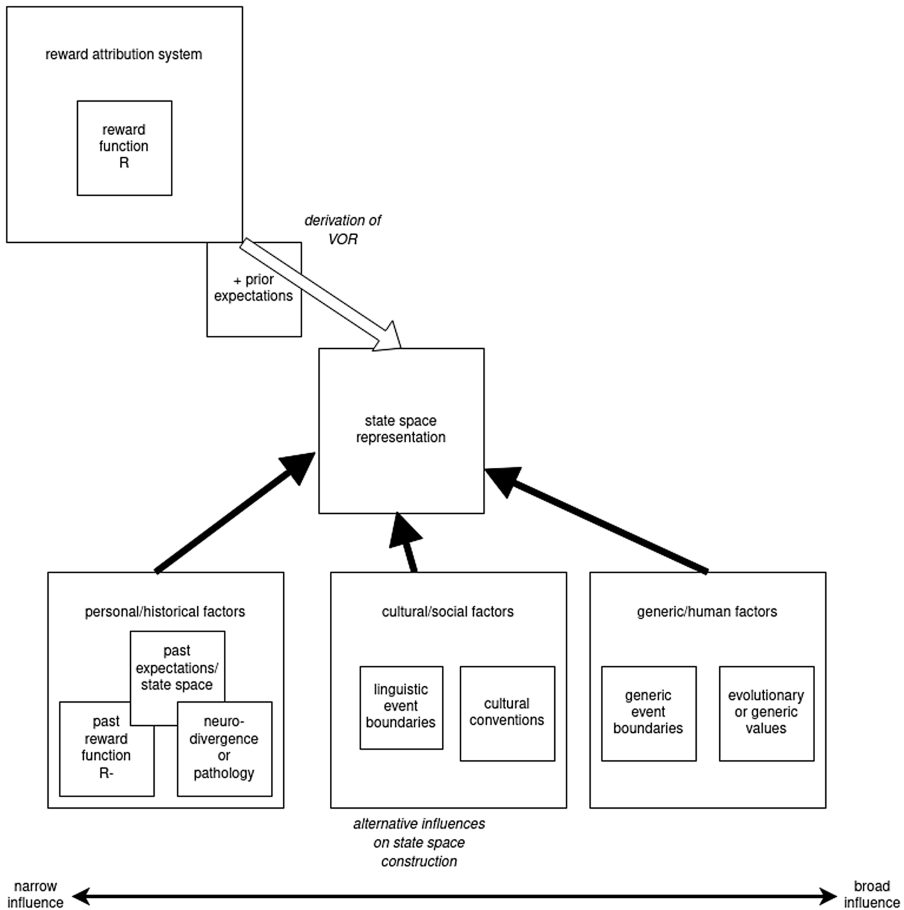 reward attribution system
reward
function
R
derivation of
VOR
+ prior
expectations
state space
representation
personal/historical factors
past
expectations/
state space
past
reward
function
R-
neuro-
divergence
or
pathology
cultural/social factors
linguistic
event
boundaries
cultural
conventions
generic/human factors
generic
event
boundaries
evolutionary
or generic
values
alternative influences
on state space
construction
narrow
influence
broad
influence